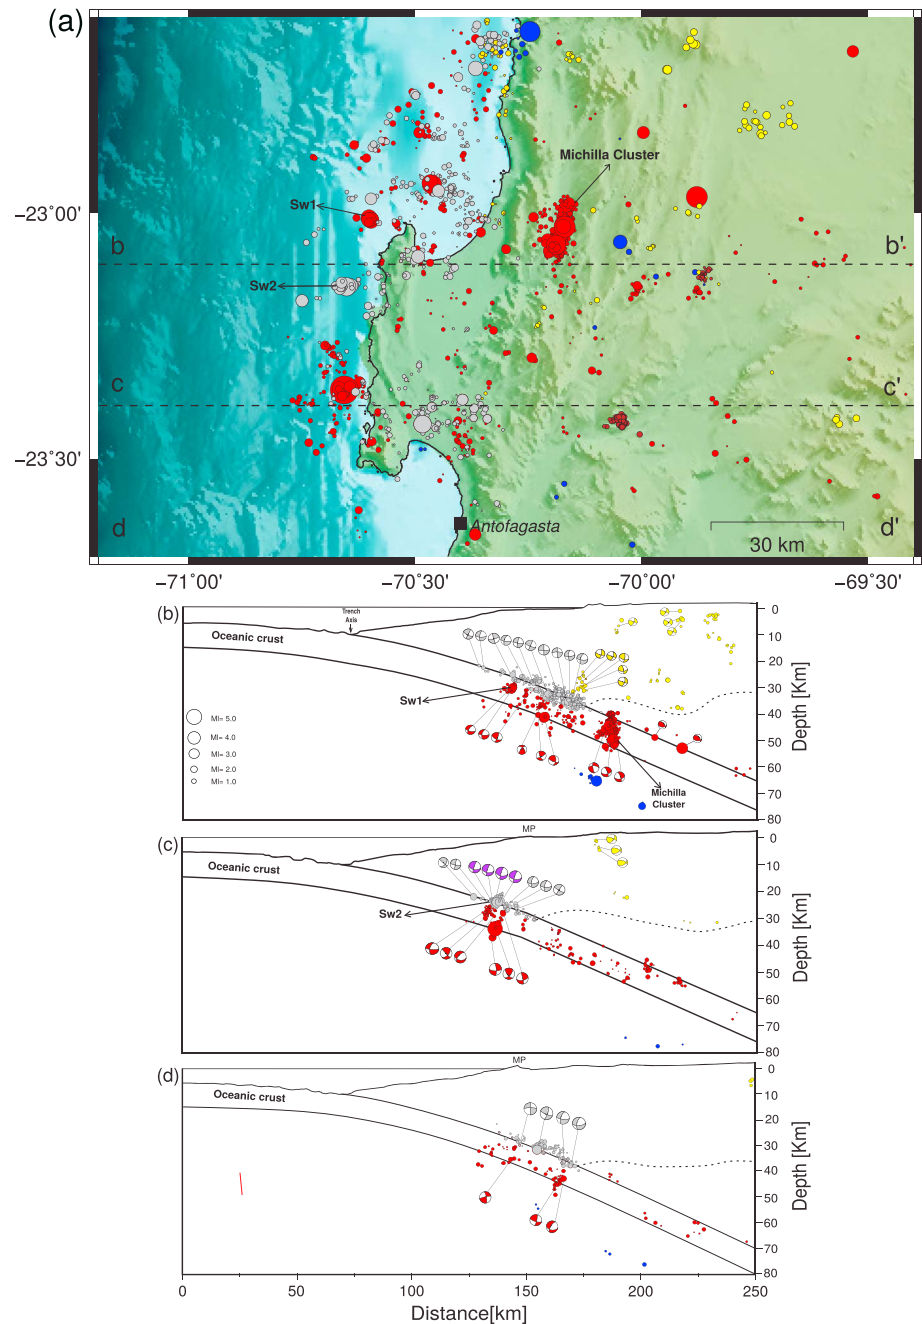 (a)
Michilla Cluster
Sw1
−23°00'
b
b'
Sw2
c
c'
−23°30'
d
Antofagasta
d'
30 km
−71°00'
−70°30'
−70°00'
−69°30'
(b)
Trench
Axis
0
Oceanic crust
10
20
30
Sw1
40
Ml= 5.0
Ml= 4.0
50
Ml= 3.0
60
Ml= 2.0
70
Ml= 1.0
Michilla
Cluster
80
Depth [Km]
MP
(c)
0
Oceanic crust
10
20
Sw2
30
40
50
60
70
80
Depth [Km]
MP
(d)
0
Oceanic crust
10
20
30
40
50
60
70
80
Depth [Km]
0
50
100
150
200
250
Distance[km]